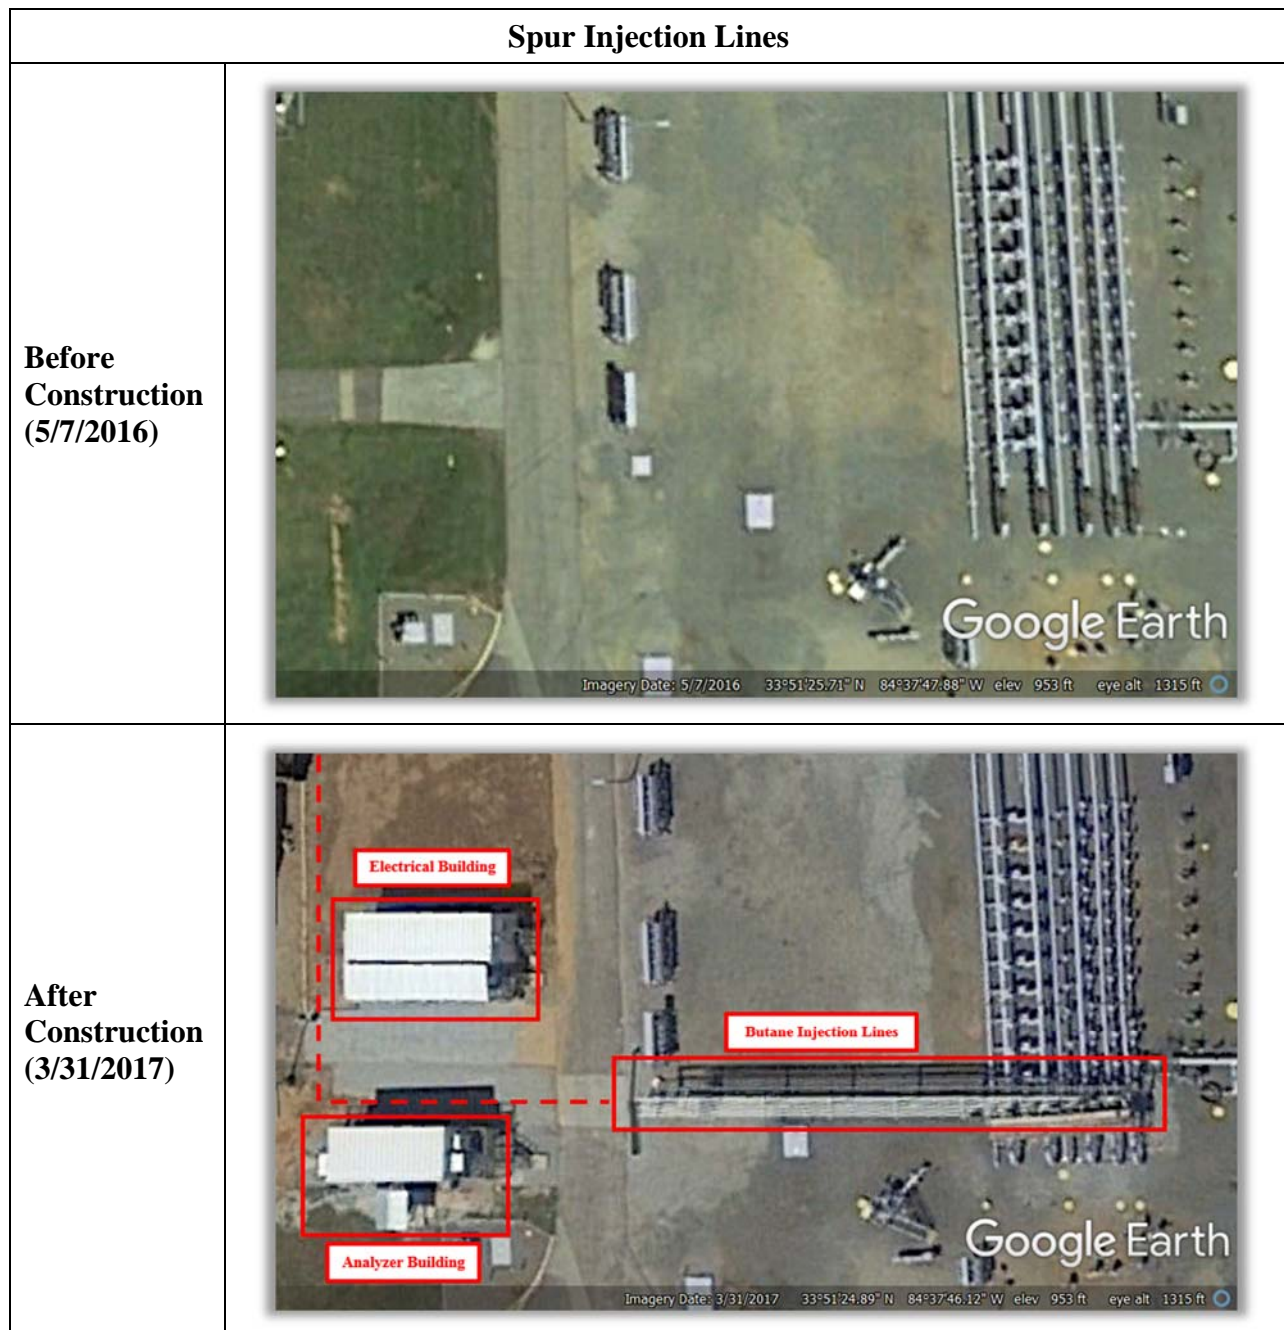 Spur Injection Lines
Before
Construction
(5/7/2016)
Google Earth
Imagery Date: 5/7/2016 33°51'25.71" N 84°37'47.88" W elev 953 ft eye alt 1315 ft
After
Construction
(3/31/2017)
Electrical Building
Butane Injection Lines
Analyzer Building
Google Earth
Imagery Date: 3/31/2017 33°51'24.89" N 84°37'46.12" W elev 953 ft eye alt 1315 ft